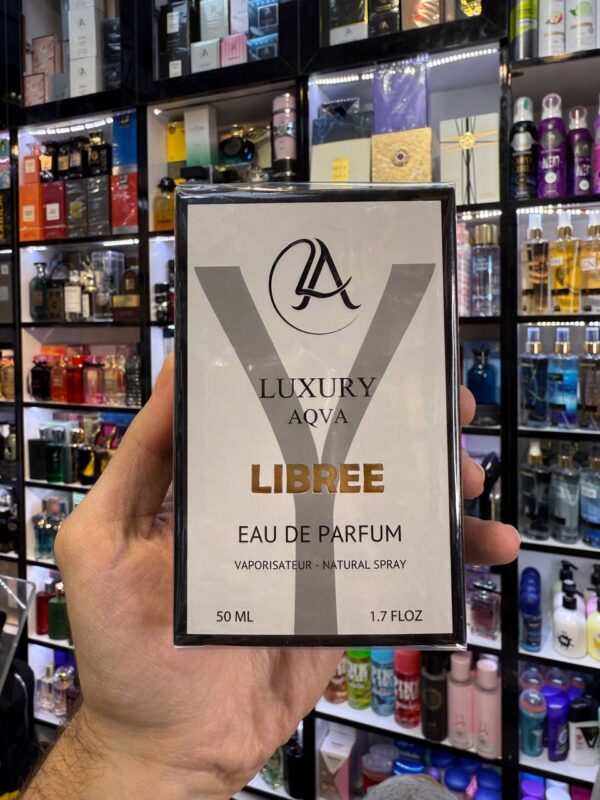 LA
LUXURY
AQVA
LIBREE
EAU DE PARFUM
VAPORISATEUR - NATURAL SPRAY
50 ML 1.7 FLOZ